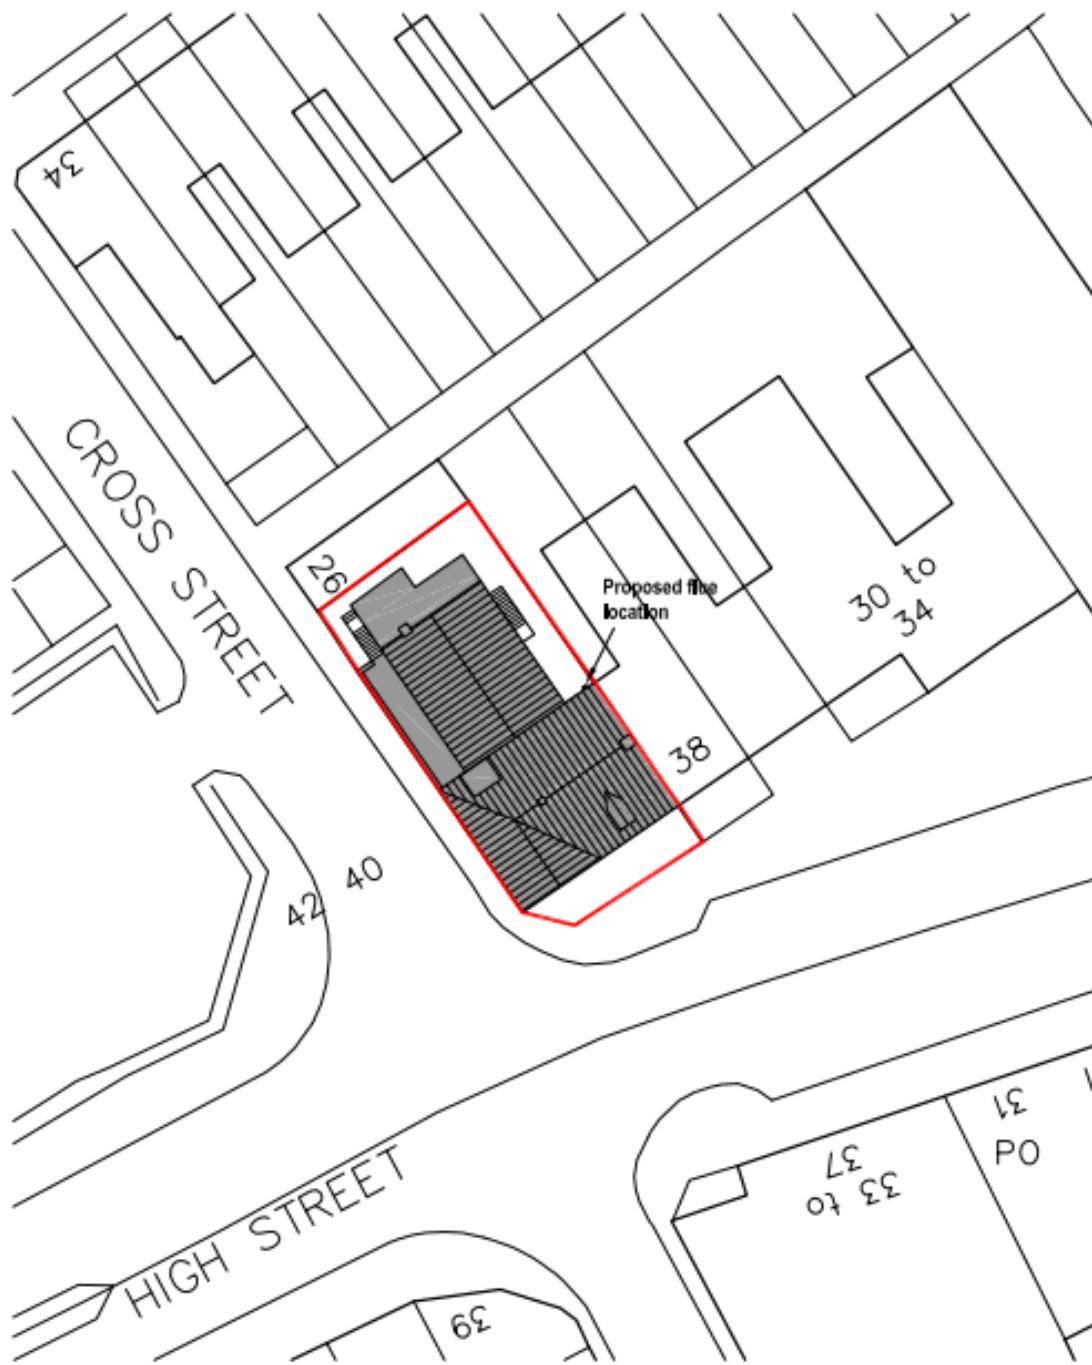 34
CROSS STREET
26
Proposed flue
location
30 to
34
38
40
42
HIGH STREET
31
PO
33 to
37
39